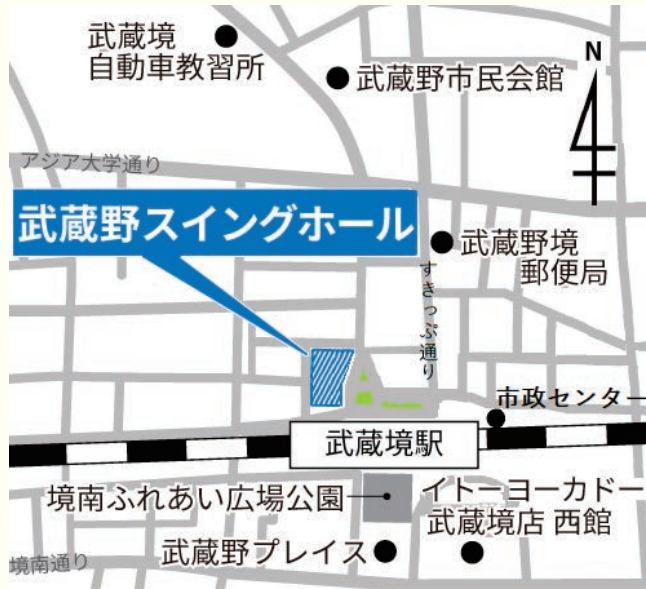 武蔵境
自動車教習所
N
武蔵野市民会館
アジア大学通り
武蔵野スイングホール
武蔵野境
郵便局
すきっぷ通り
市政センター
武蔵境駅
境南ふれあい広場公園
イトーヨーカドー
武蔵境店 西館
武蔵野プレイス
境南通り